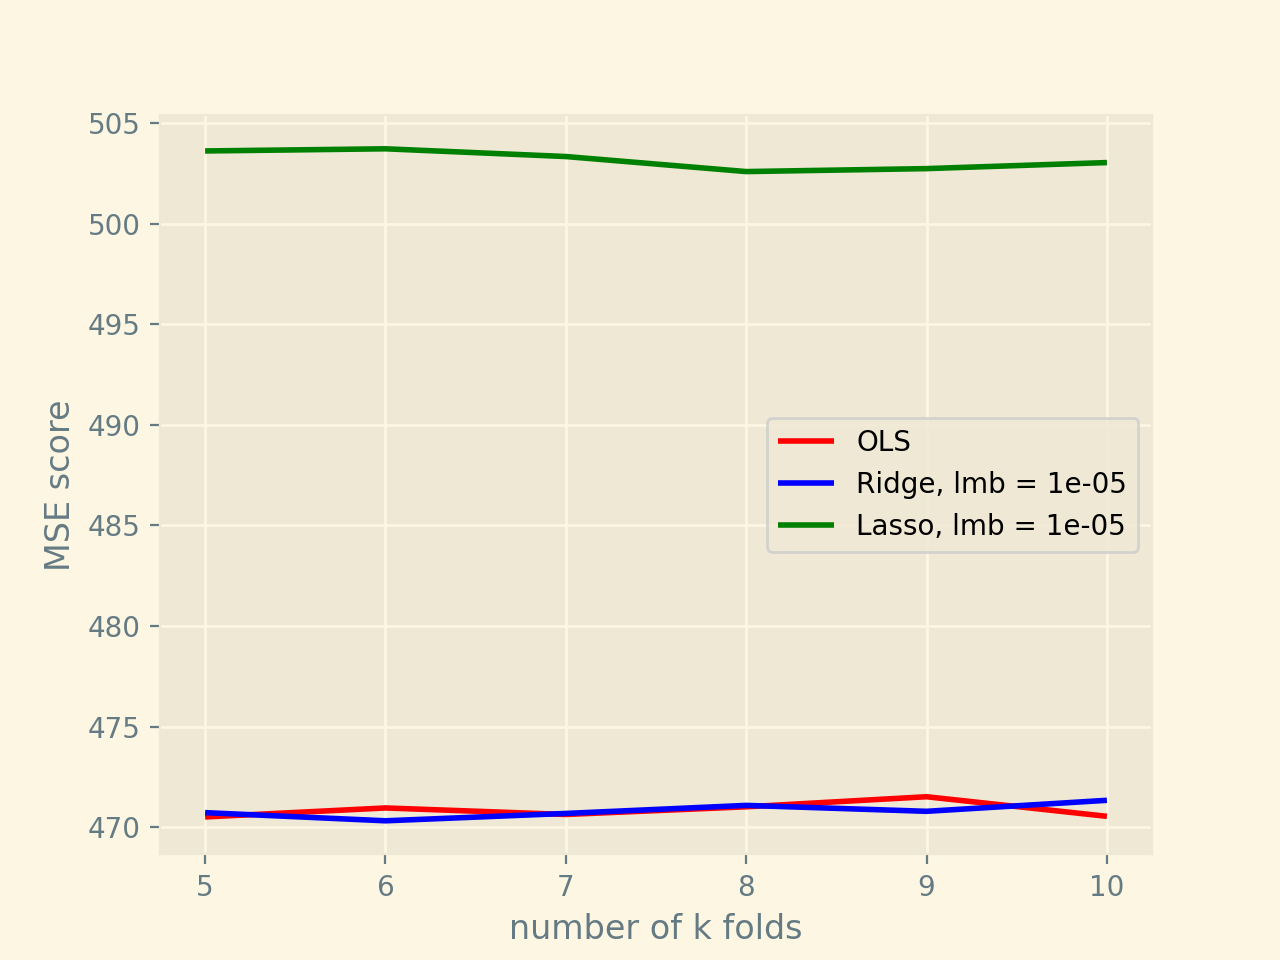 505
500
495
490
485
480
475
470
MSE score
OLS
Ridge, lmb = 1e-05
Lasso, lmb = 1e-05
5 6 7 8 9 10
number of k folds